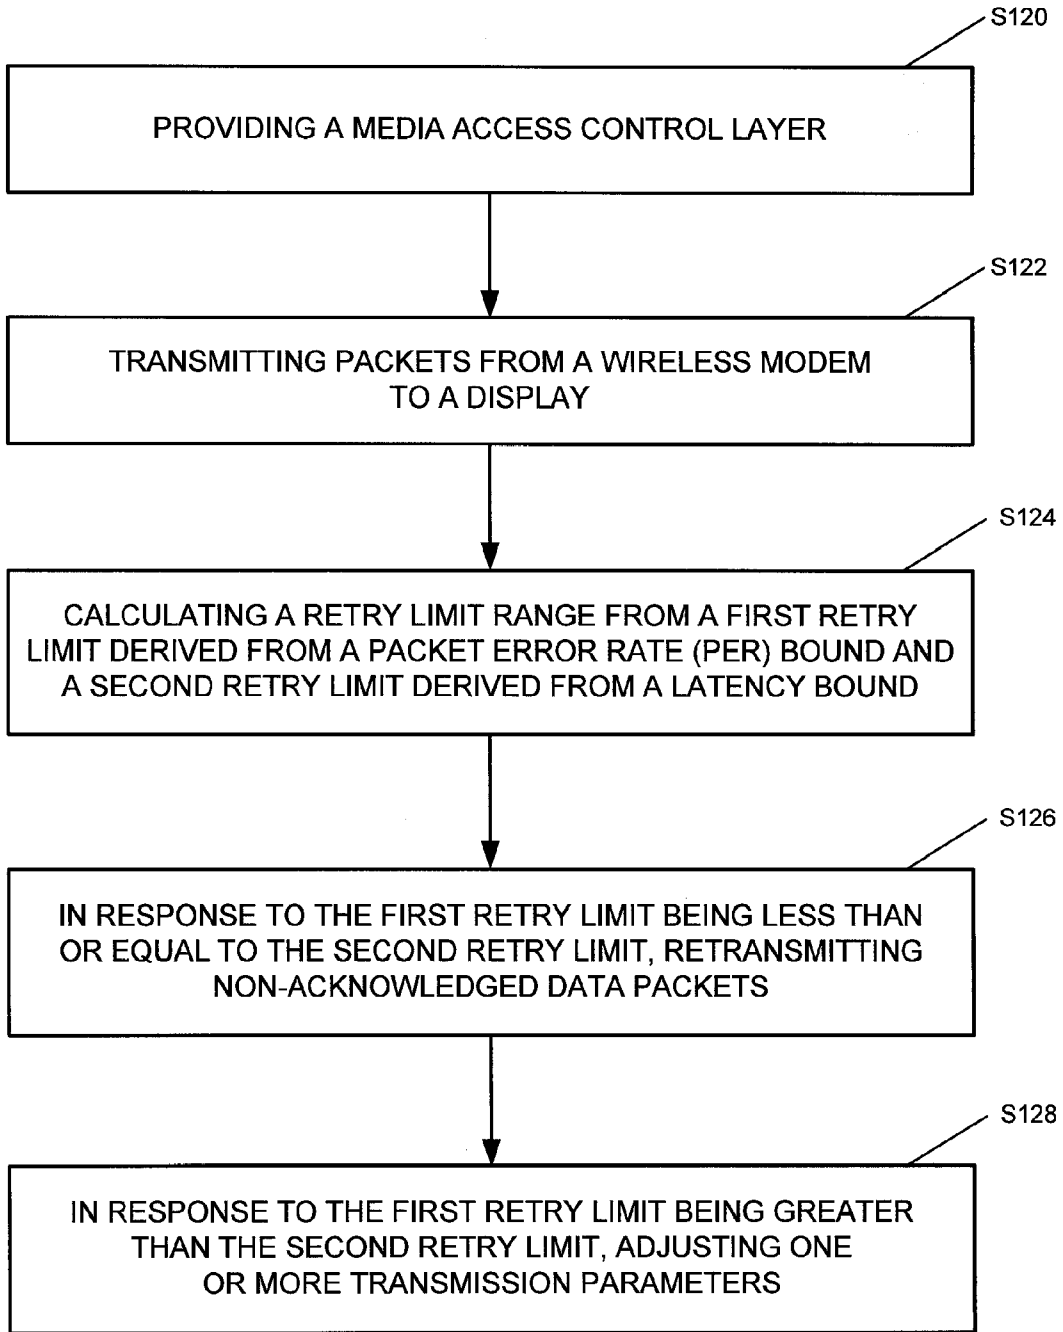 S120
PROVIDING A MEDIA ACCESS CONTROL LAYER
S122
TRANSMITTING PACKETS FROM A WIRELESS MODEM
TO A DISPLAY
S124
CALCULATING A RETRY LIMIT RANGE FROM A FIRST RETRY
LIMIT DERIVED FROM A PACKET ERROR RATE (PER) BOUND AND
A SECOND RETRY LIMIT DERIVED FROM A LATENCY BOUND
S126
IN RESPONSE TO THE FIRST RETRY LIMIT BEING LESS THAN
OR EQUAL TO THE SECOND RETRY LIMIT, RETRANSMITTING
NON-ACKNOWLEDGED DATA PACKETS
S128
IN RESPONSE TO THE FIRST RETRY LIMIT BEING GREATER
THAN THE SECOND RETRY LIMIT, ADJUSTING ONE
OR MORE TRANSMISSION PARAMETERS